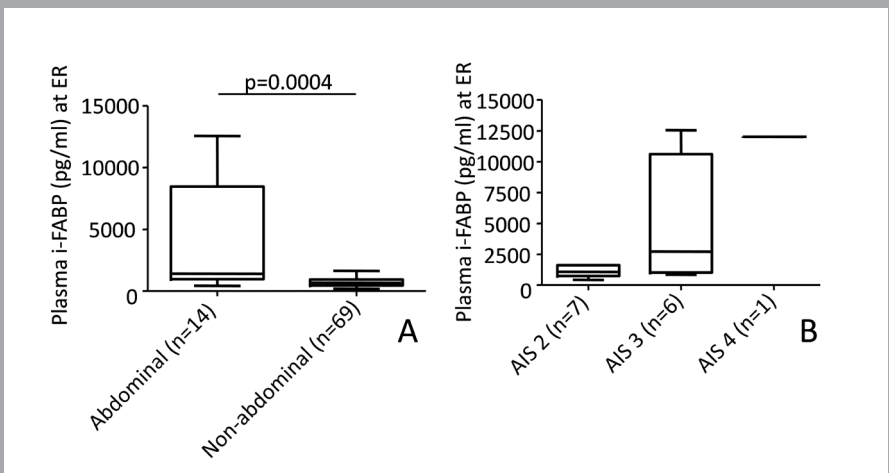 Plasma i-FABP (pg/ml) at ER
p=0.0004
15000
10000
5000
0
Abdominal (n=14)
Non-abdominal (n=69)
A
Plasma i-FABP (pg/ml) at ER
15000
12500
10000
7500
5000
2500
0
AIS 2 (n=7)
AIS 3 (n=6)
AIS 4 (n=1)
B